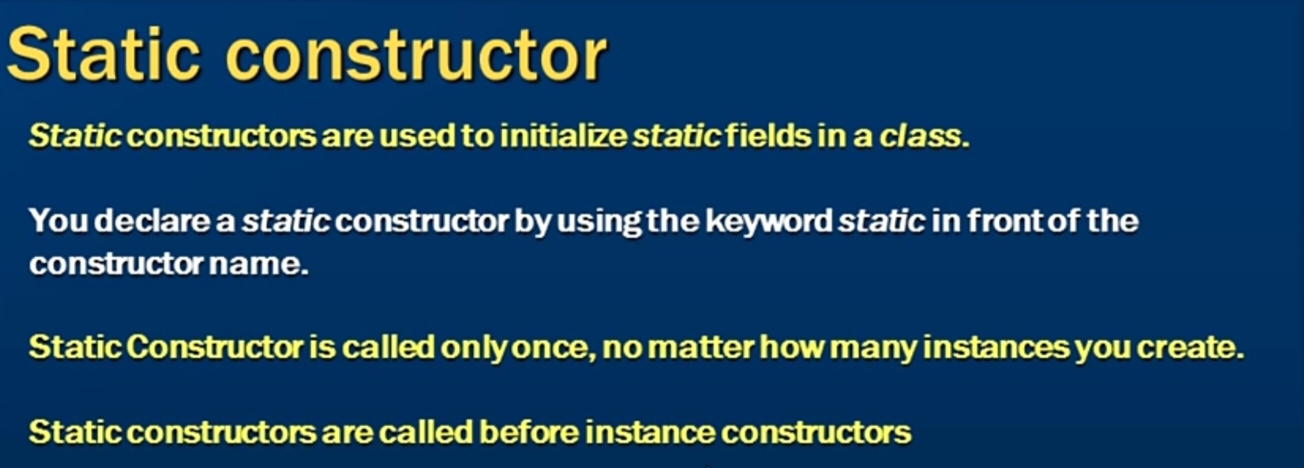 Static constructor
Static constructors are used to initialize static fields in a class.
You declare a static constructor by using the keyword static in front of the
constructor name.
Static Constructor is called only once, no matter how many instances you create.
Static constructors are called before instance constructors